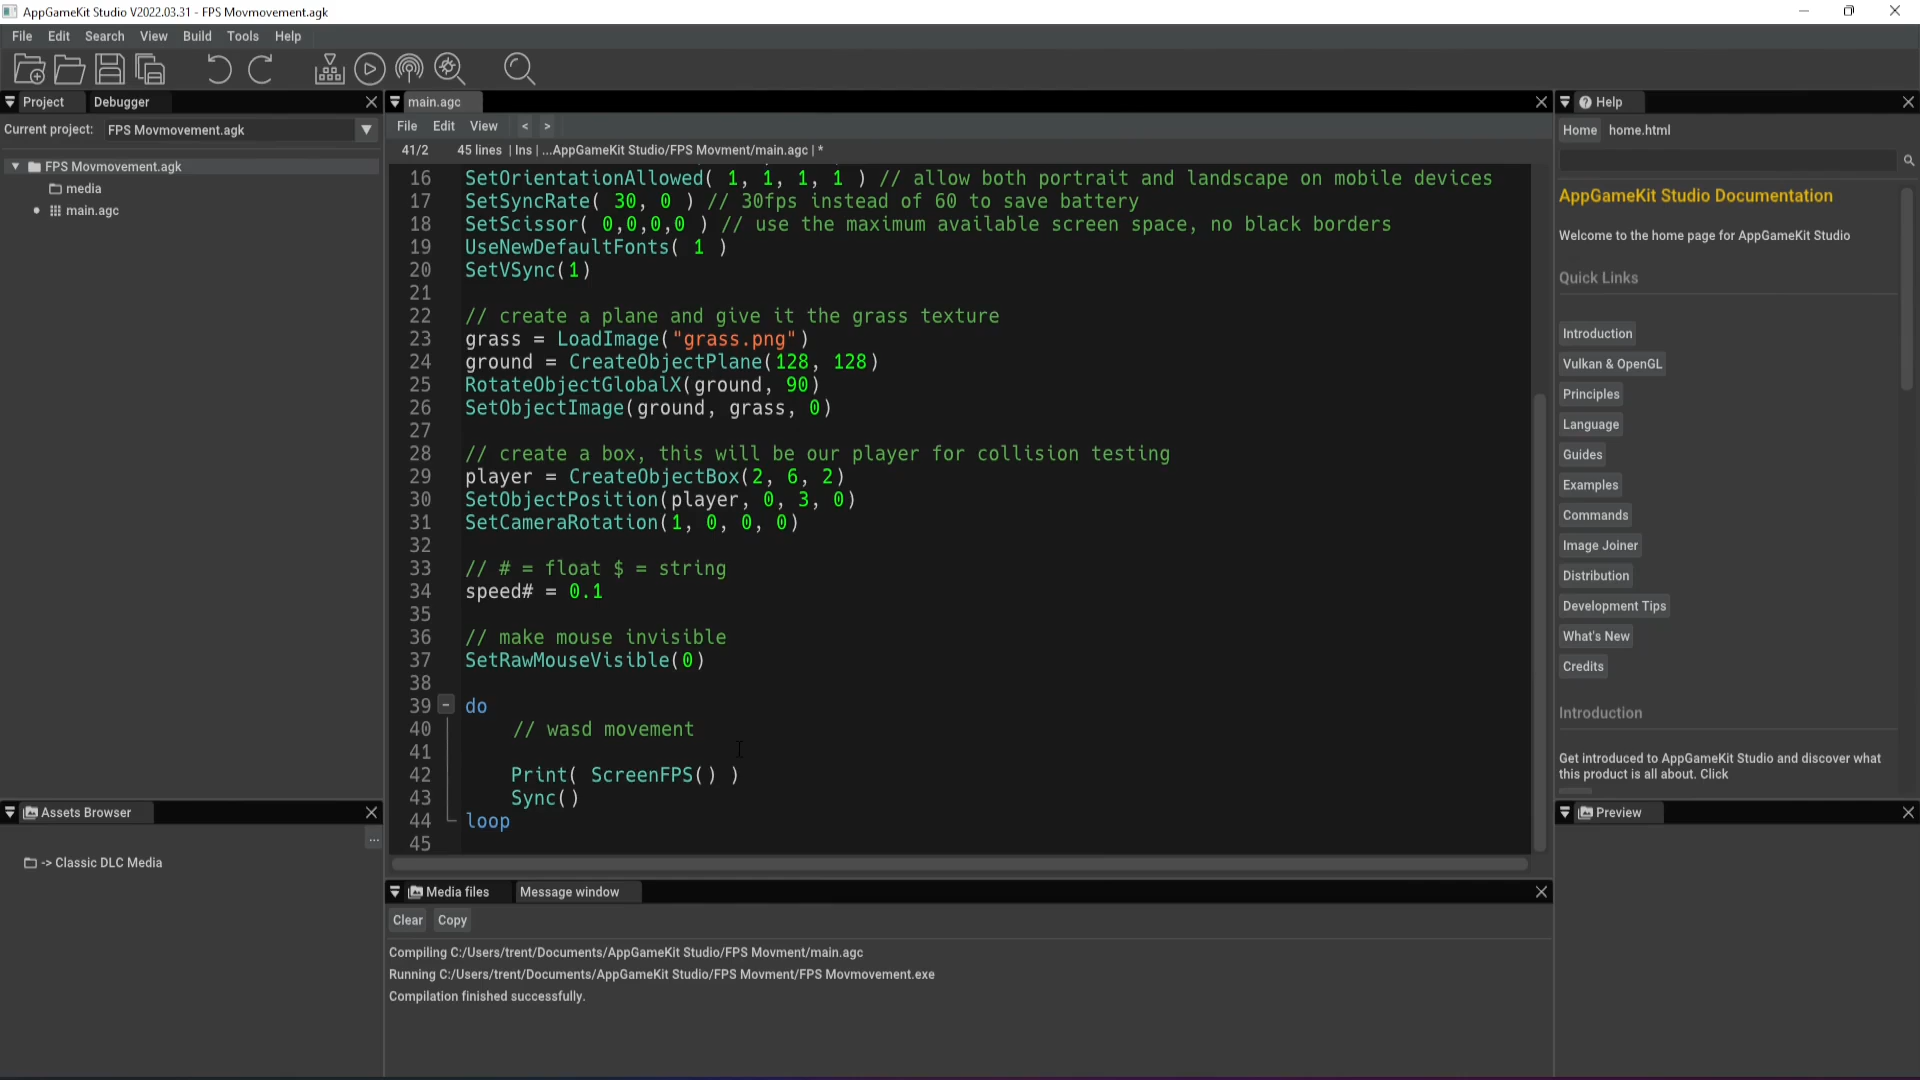 AppGameKit Studio V2022.03.31 - FPS Movmovement.agk
File Edit Search View Build Tools Help
Project Debugger
Current project: FPS Movmovement.agk
FPS Movmovement.agk
media
main.agc
Assets Browser
...
-> Classic DLC Media
main.agc
File Edit View < >
41/2 45 lines | Ins | ...AppGameKit Studio/FPS Movment/main.agc | *
16 SetOrientationAllowed( 1, 1, 1, 1 ) // allow both portrait and landscape on mobile devices
17 SetSyncRate( 30, 0 ) // 30fps instead of 60 to save battery
18 SetScissor( 0,0,0,0 ) // use the maximum available screen space, no black borders
19 UseNewDefaultFonts( 1 )
20 SetVSync(1)
21
22 // create a plane and give it the grass texture
23 grass = LoadImage("grass.png")
24 ground = CreateObjectPlane(128, 128)
25 RotateObjectGlobalX(ground, 90)
26 SetObjectImage(ground, grass, 0)
27
28 // create a box, this will be our player for collision testing
29 player = CreateObjectBox(2, 6, 2)
30 SetObjectPosition(player, 0, 3, 0)
31 SetCameraRotation(1, 0, 0, 0)
32
33 // # = float $ = string
34 speed# = 0.1
35
36 // make mouse invisible
37 SetRawMouseVisible(0)
38
39 do
40 // wasd movement
41
42 Print( ScreenFPS() )
43 Sync()
44 loop
45
Media files Message window
Clear Copy
Compiling C:/Users/trent/Documents/AppGameKit Studio/FPS Movment/main.agc
Running C:/Users/trent/Documents/AppGameKit Studio/FPS Movment/FPS Movmovement.exe
Compilation finished successfully.
Help
Home home.html
AppGameKit Studio Documentation
Welcome to the home page for AppGameKit Studio
Quick Links
Introduction
Vulkan & OpenGL
Principles
Language
Guides
Examples
Commands
Image Joiner
Distribution
Development Tips
What's New
Credits
Introduction
Get introduced to AppGameKit Studio and discover what
this product is all about. Click
Preview